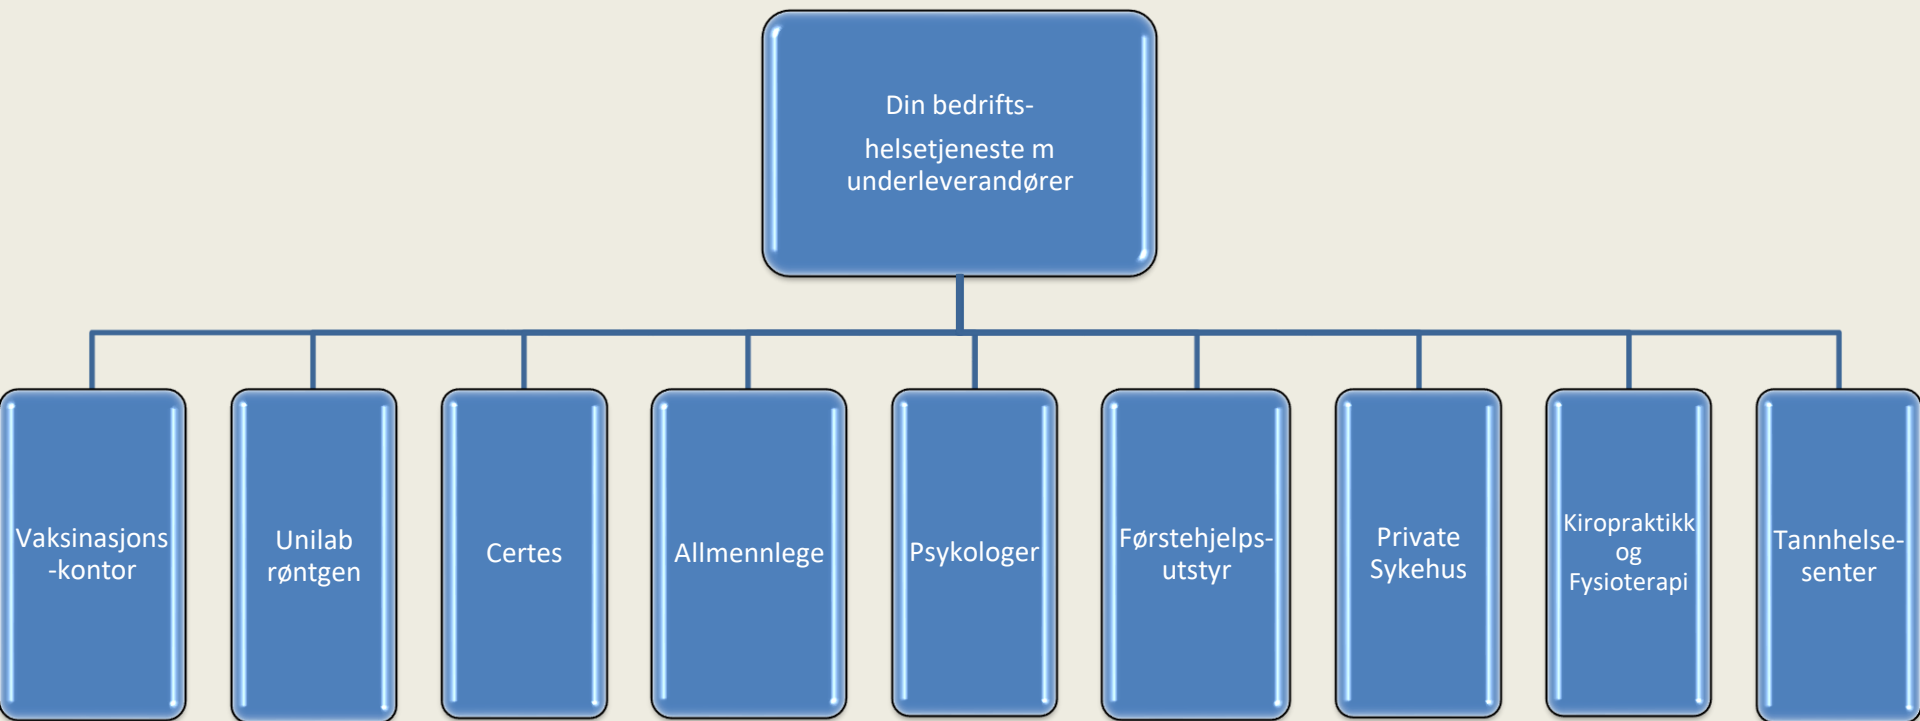 Din bedrifts-
helsetjeneste m
underleverandører
Vaksinasjons
-kontor
Unilab
røntgen
Certes
Allmennlege
Psykologer
Førstehjelps-
utstyr
Private
Sykehus
Kiropraktikk
og
Fysioterapi
Tannhelse-
senter